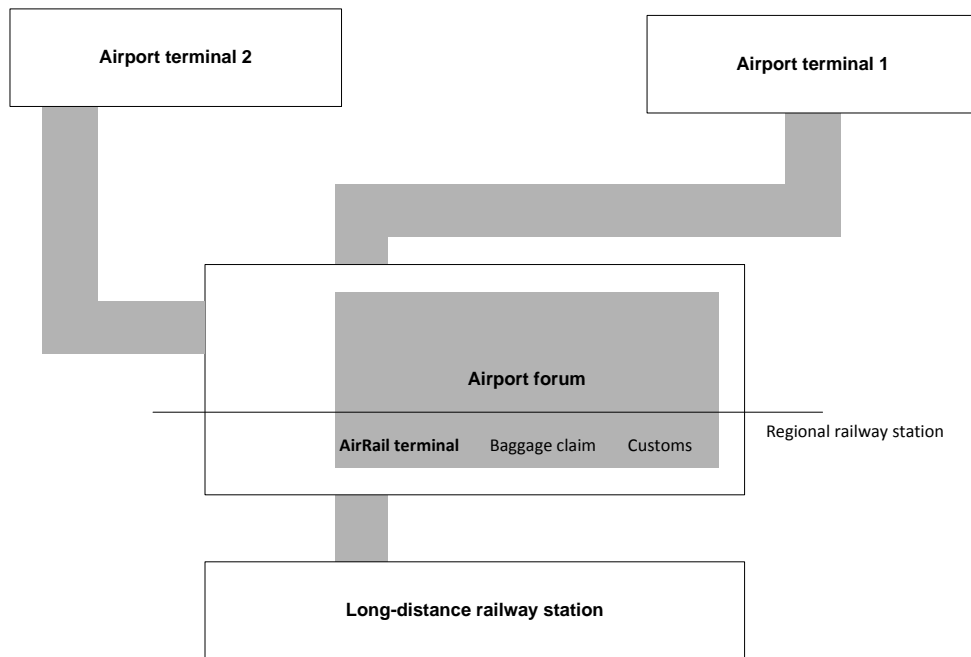 Airport terminal 2
Airport terminal 1
Airport forum
Regional railway station
AirRail terminal
Baggage claim
Customs
Long-distance railway station